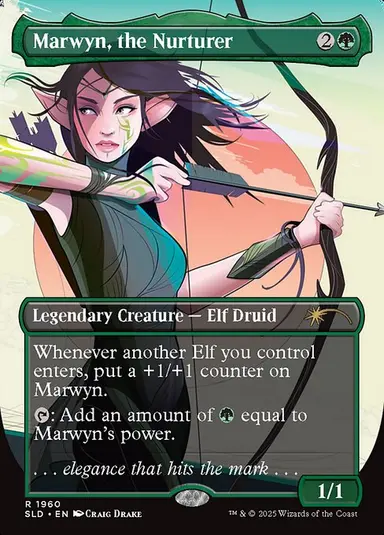 Marwyn, the Nurturer 2
Legendary Creature — Elf Druid
Whenever another Elf you control
enters, put a +1/+1 counter on
Marwyn.
: Add an amount of equal to
Marwyn's power.
. . . elegance that hits the mark . . .
1/1
R 1960
SLD • EN Craig Drake
™ & © 2025 Wizards of the Coast